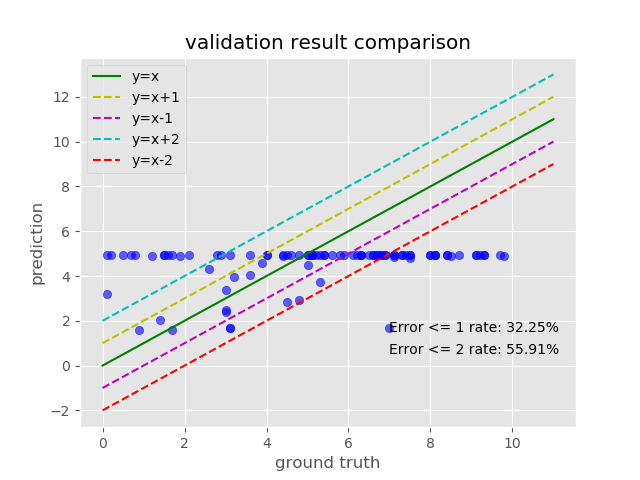 validation result comparison
y=x
y=x+1
y=x-1
y=x+2
y=x-2
12
10
8
6
4
2
0
−2
prediction
Error <= 1 rate: 32.25%
Error <= 2 rate: 55.91%
0 2 4 6 8 10
ground truth